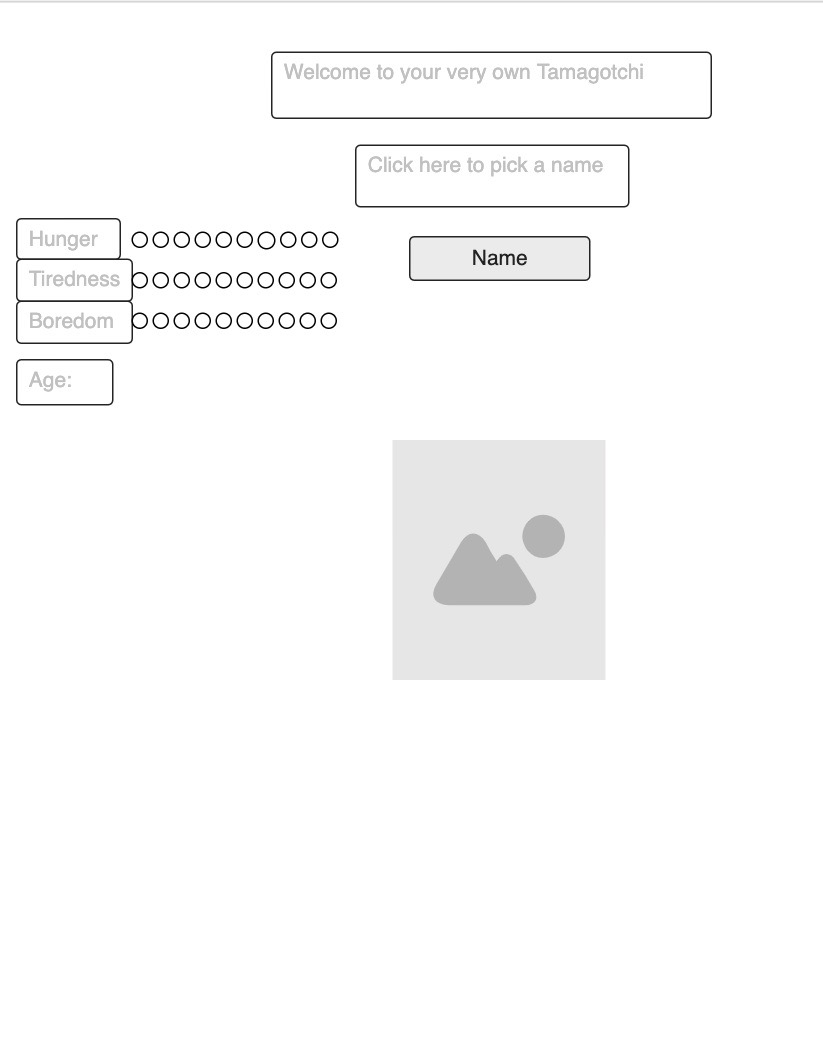 Welcome to your very own Tamagotchi
Click here to pick a name
Hunger
Name
Tiredness
Boredom
Age: